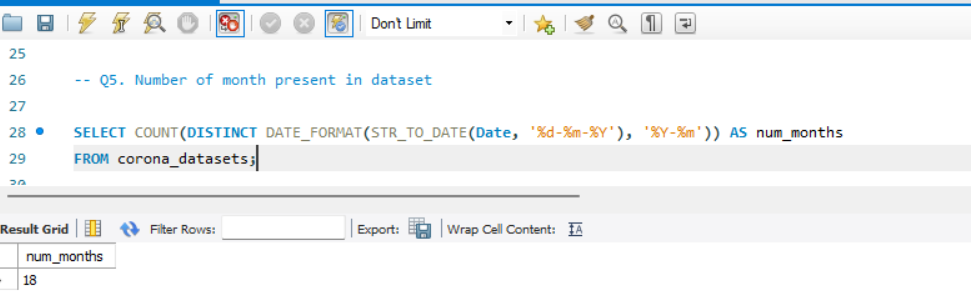 Don't Limit
25
26 -- Q5. Number of month present in dataset
27
28 SELECT COUNT(DISTINCT DATE_FORMAT(STR_TO_DATE(Date, '%d-%m-%Y'), '%Y-%m')) AS num_months
29 FROM corona_datasets;
30
Result Grid Filter Rows: Export: Wrap Cell Content: IA
num_months
18